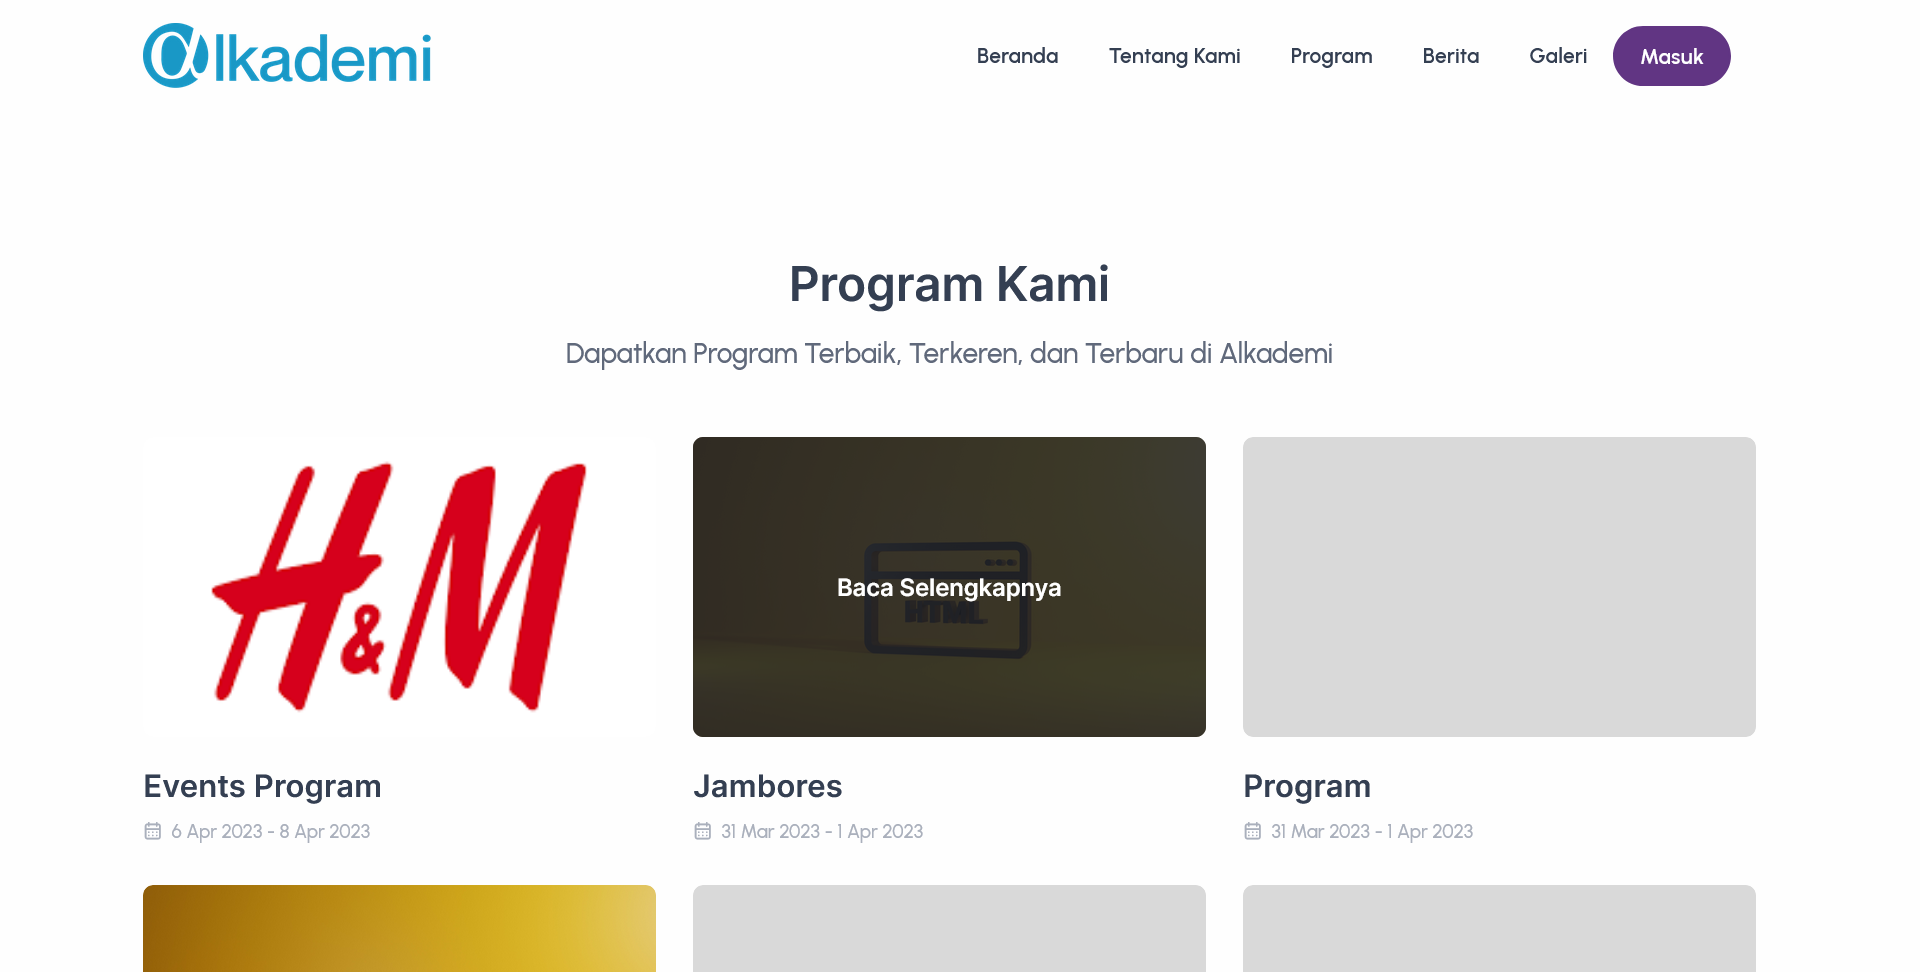 @lkademi
Beranda Tentang Kami Program Berita Galeri Masuk
Program Kami
Dapatkan Program Terbaik, Terkeren, dan Terbaru di Alkademi
H&M
Baca Selengkapnya
HTML
Events Program
6 Apr 2023 - 8 Apr 2023
Jambores
31 Mar 2023 - 1 Apr 2023
Program
31 Mar 2023 - 1 Apr 2023